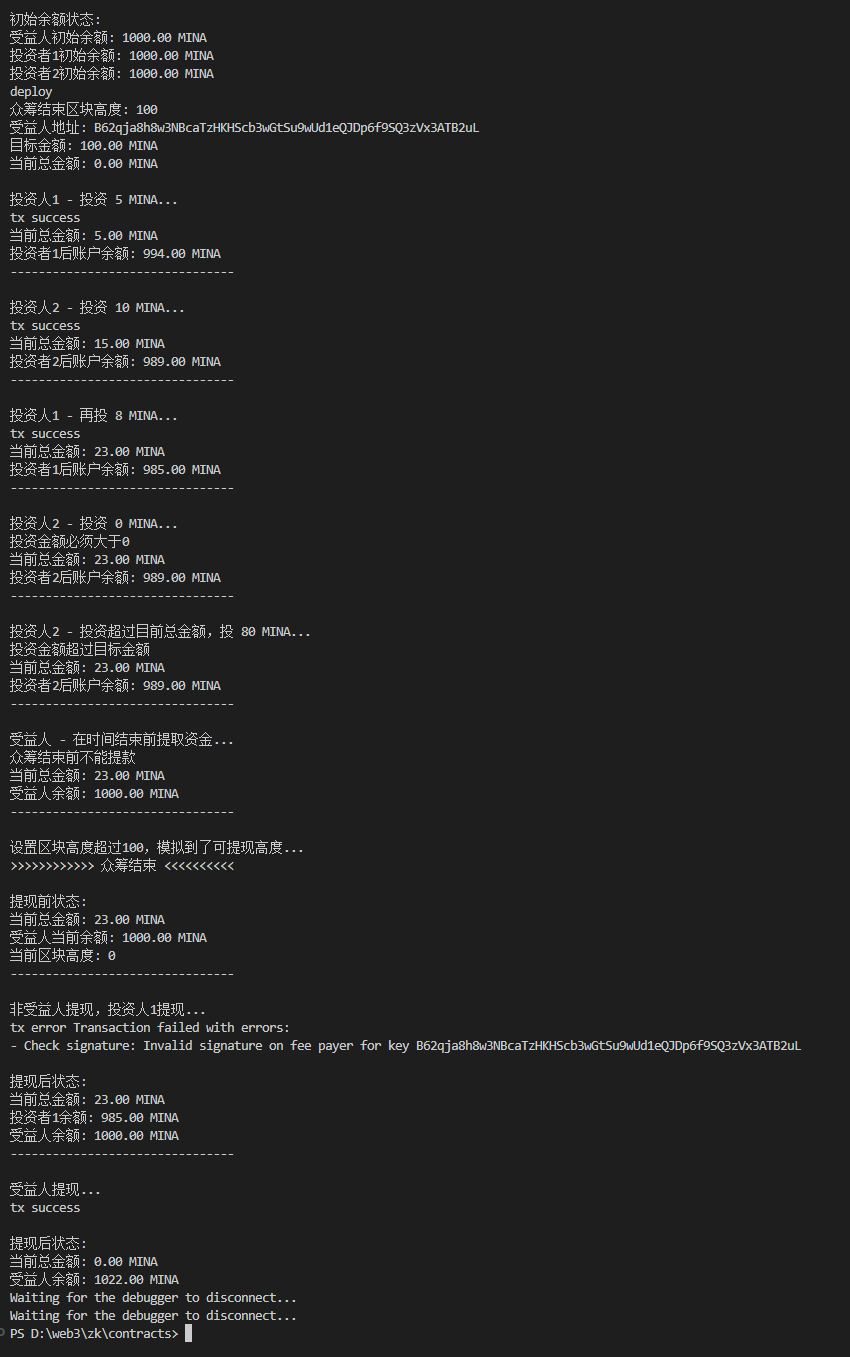 初始余额状态:
受益人初始余额: 1000.00 MINA
投资者1初始余额: 1000.00 MINA
投资者2初始余额: 1000.00 MINA
deploy
众筹结束区块高度: 100
受益人地址: B62qja8h8w3NBcaTzHKHScb3wGtSu9wUd1eQJDp6f9SQ3zVx3ATB2uL
目标金额: 100.00 MINA
当前总金额: 0.00 MINA
投资人1 - 投资 5 MINA...
tx success
当前总金额: 5.00 MINA
投资者1后账户余额: 994.00 MINA
--------------------------------
投资人2 - 投资 10 MINA...
tx success
当前总金额: 15.00 MINA
投资者2后账户余额: 989.00 MINA
--------------------------------
投资人1 - 再投 8 MINA...
tx success
当前总金额: 23.00 MINA
投资者1后账户余额: 985.00 MINA
--------------------------------
投资人2 - 投资 0 MINA...
投资金额必须大于0
当前总金额: 23.00 MINA
投资者2后账户余额: 989.00 MINA
--------------------------------
投资人2 - 投资超过目前总金额，投 80 MINA...
投资金额超过目标金额
当前总金额: 23.00 MINA
投资者2后账户余额: 989.00 MINA
--------------------------------
受益人 - 在时间结束前提取资金...
众筹结束前不能提款
当前总金额: 23.00 MINA
受益人余额: 1000.00 MINA
--------------------------------
设置区块高度超过100，模拟到了可提现高度...
>>>>>>>>>>>> 众筹结束 <<<<<<<<<<
提现前状态:
当前总金额: 23.00 MINA
受益人当前余额: 1000.00 MINA
当前区块高度: 0
--------------------------------
非受益人提现，投资人1提现...
tx error Transaction failed with errors:
- Check signature: Invalid signature on fee payer for key B62qja8h8w3NBcaTzHKHScb3wGtSu9wUd1eQJDp6f9SQ3zVx3ATB2uL
提现后状态:
当前总金额: 23.00 MINA
投资者1余额: 985.00 MINA
受益人余额: 1000.00 MINA
--------------------------------
受益人提现...
tx success
提现后状态:
当前总金额: 0.00 MINA
受益人余额: 1022.00 MINA
Waiting for the debugger to disconnect...
Waiting for the debugger to disconnect...
PS D:\web3\zk\contracts>